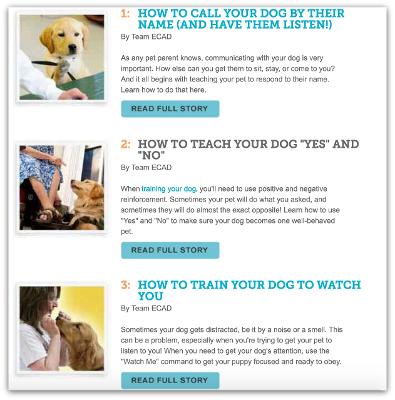 1: HOW TO CALL YOUR DOG BY THEIR
NAME (AND HAVE THEM LISTEN!)
By Team ECAD
As any pet parent knows, communicating with your dog is very
important. How else can you get them to sit, stay, or come to you?
And it all begins with teaching your pet to respond to their name.
Learn how to do that here.
READ FULL STORY
2: HOW TO TEACH YOUR DOG "YES" AND
"NO"
By Team ECAD
When training your dog, you'll need to use positive and negative
reinforcement. Sometimes your pet will do what you asked, and
sometimes they will do almost the exact opposite! Learn how to use
"Yes" and "No" to make sure your dog becomes one well-behaved
pet.
READ FULL STORY
3: HOW TO TRAIN YOUR DOG TO WATCH
YOU
By Team ECAD
Sometimes your dog gets distracted, be it by a noise or a smell. This
can be a problem, especially when you're trying to get your pet to
listen to you! When you need to get your dog's attention, use the
"Watch Me" command to get your puppy focused and ready to obey.
READ FULL STORY